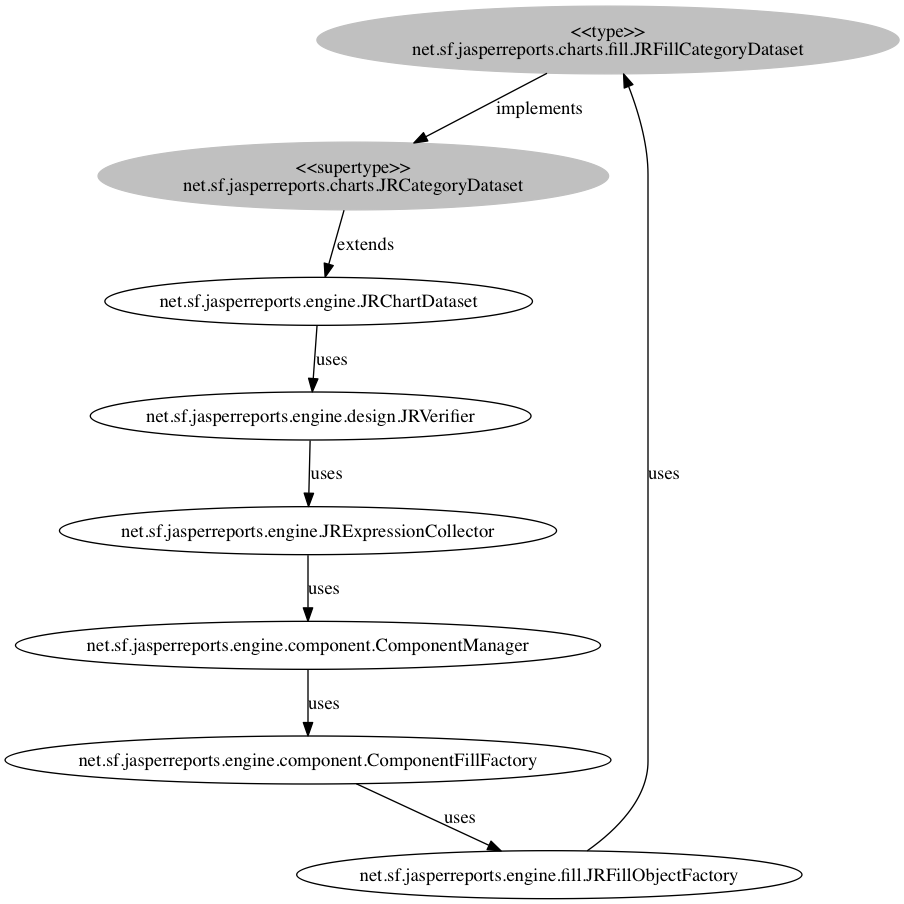 <<type>>
net.sf.jasperreports.charts.fill.JRFillCategoryDataset
implements
<<supertype>>
net.sf.jasperreports.charts.JRCategoryDataset
extends
net.sf.jasperreports.engine.JRChartDataset
uses
net.sf.jasperreports.engine.design.JRVerifier
uses
uses
net.sf.jasperreports.engine.JRExpressionCollector
uses
net.sf.jasperreports.engine.component.ComponentManager
uses
net.sf.jasperreports.engine.component.ComponentFillFactory
uses
net.sf.jasperreports.engine.fill.JRFillObjectFactory